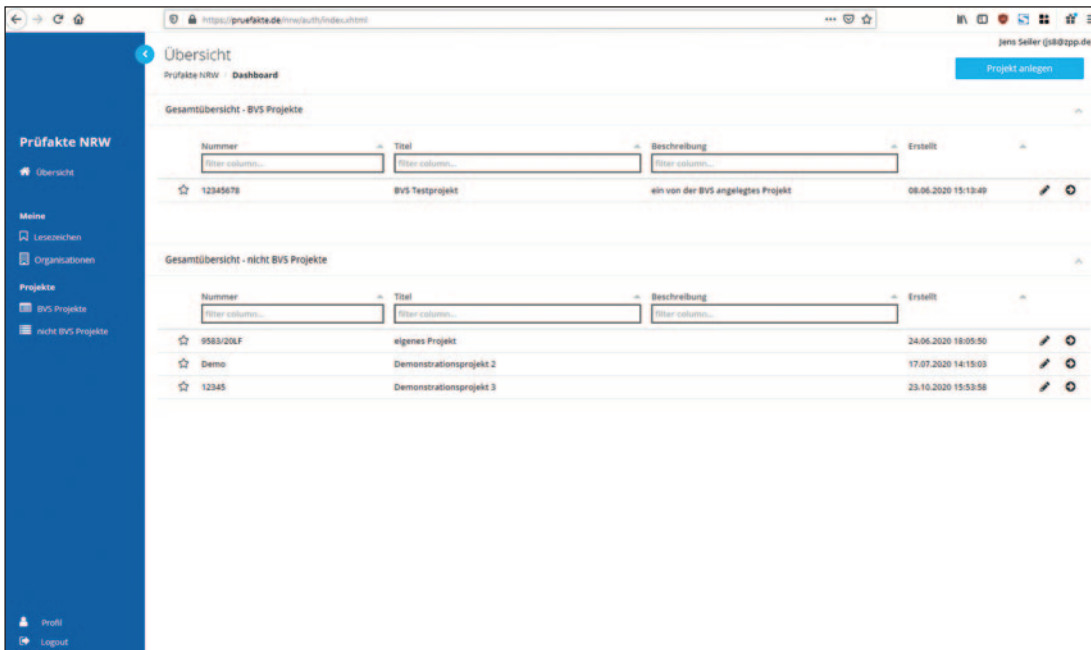 https://pruefakte.de/nrw/auth/index.xhtml
Jens Seiler (js8@zpp.de
Übersicht
Prüfakte NRW / Dashboard
Projekt anlegen
Prüfakte NRW
Übersicht
Meine
Lesezeichen
Organisationen
Projekte
BVS Projekte
nicht BVS Projekte
Profil
Logout
Gesamtübersicht - BVS Projekte
Nummer Titel Beschreibung Erstellt
filter column... filter column... filter column...
12345678 BVS Testprojekt ein von der BVS angelegtes Projekt 08.06.2020 15:13:49
Gesamtübersicht - nicht BVS Projekte
Nummer Titel Beschreibung Erstellt
filter column... filter column... filter column...
9583/20LF eigenes Projekt 24.06.2020 18:05:50
Demo Demonstrationsprojekt 2 17.07.2020 14:15:03
12345 Demonstrationsprojekt 3 23.10.2020 15:53:58